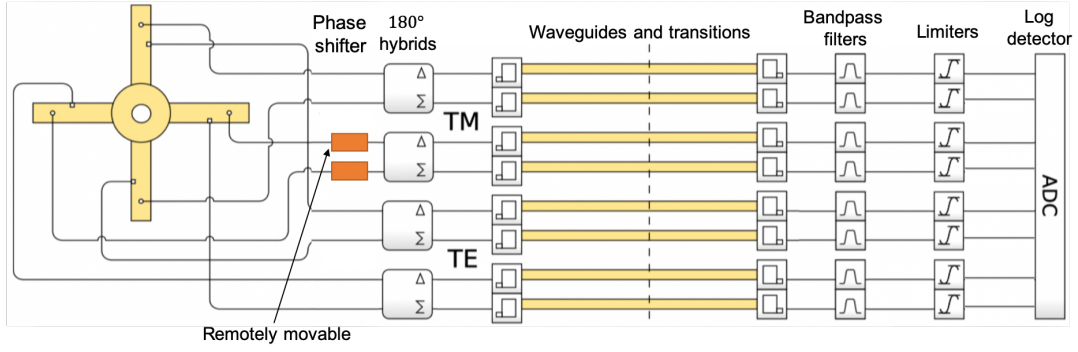 Phase
shifter
180° hybrids
Waveguides and transitions
Bandpass
filters
Limiters
Log
detector
Δ
Σ
TM
Δ
Σ
Δ
Σ
TE
Δ
Σ
ADC
Remotely movable